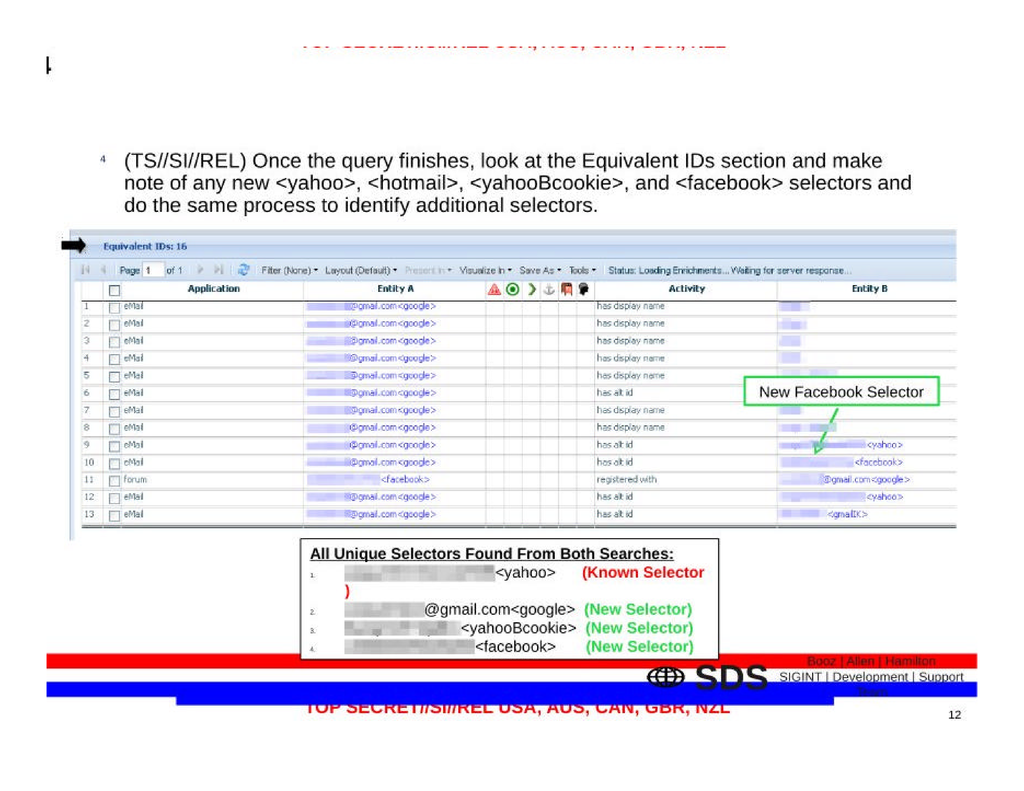 4
4 (TS//SI//REL) Once the query finishes, look at the Equivalent IDs section and make
note of any new <yahoo>, <hotmail>, <yahooBcookie>, and <facebook> selectors and
do the same process to identify additional selectors.
Equivalent IDs: 16
Page 1 of 1 Filter (None) Layout (Default) Present In Visualize In Save As Tools Status: Loading Enrichments... Waiting for server response...
Application Entity A Activity Entity B
1 eMail @gmail.com<google> has display name
2 eMail @gmail.com<google> has display name
3 eMail @gmail.com<google> has display name
4 eMail @gmail.com<google> has display name
5 eMail @gmail.com<google> has display name
6 eMail @gmail.com<google> has alt id
New Facebook Selector
7 eMail @gmail.com<google> has display name
8 eMail @gmail.com<google> has display name
9 eMail @gmail.com<google> has alt id <yahoo>
10 eMail @gmail.com<google> has alt id <facebook>
11 forum <facebook> registered with @gmail.com<google>
12 eMail @gmail.com<google> has alt id <yahoo>
13 eMail @gmail.com<google> has alt id <gmailIK>
All Unique Selectors Found From Both Searches:
1. <yahoo> (Known Selector
)
2. @gmail.com<google> (New Selector)
3. <yahooBcookie> (New Selector)
4. <facebook> (New Selector)
Booz | Allen | Hamilton
SDS SIGINT | Development | Support
Team
TOP SECRET//SI//REL USA, AUS, CAN, GBR, NZL
12